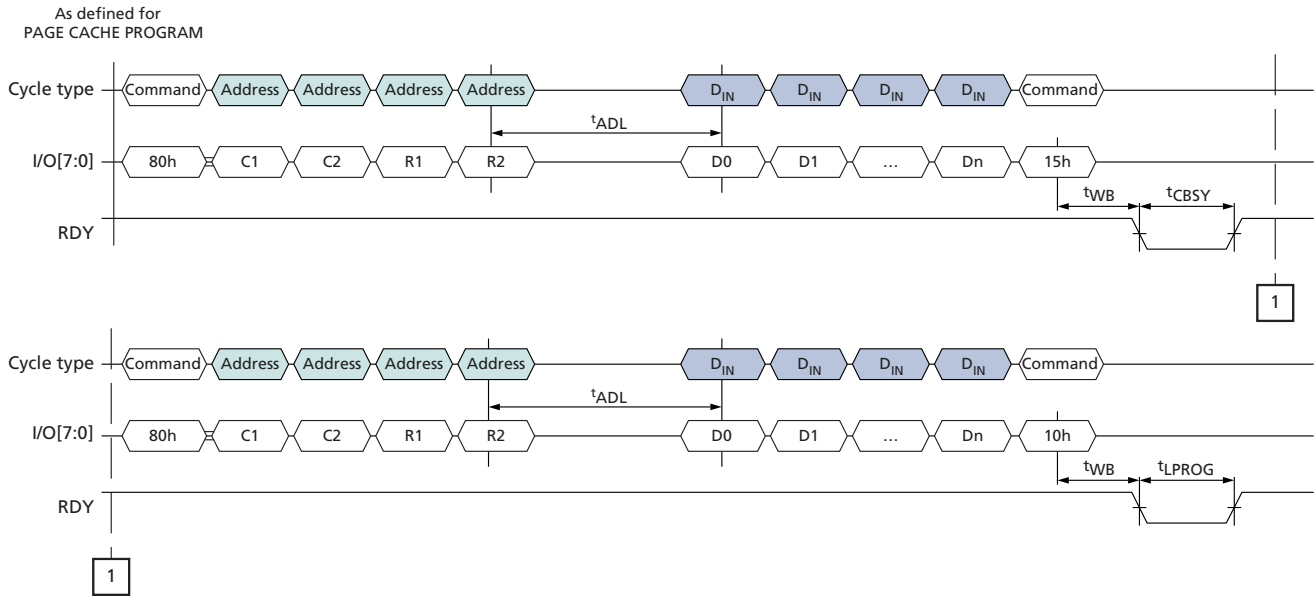 As defined for
PAGE CACHE PROGRAM
Cycle type Command Address Address Address Address DIN DIN DIN DIN Command
tADL
I/O[7:0] 80h C1 C2 R1 R2 D0 D1 … Dn 15h
tWB tCBSY
RDY
1
Cycle type Command Address Address Address Address DIN DIN DIN DIN Command
tADL
I/O[7:0] 80h C1 C2 R1 R2 D0 D1 … Dn 10h
tWB tLPROG
RDY
1